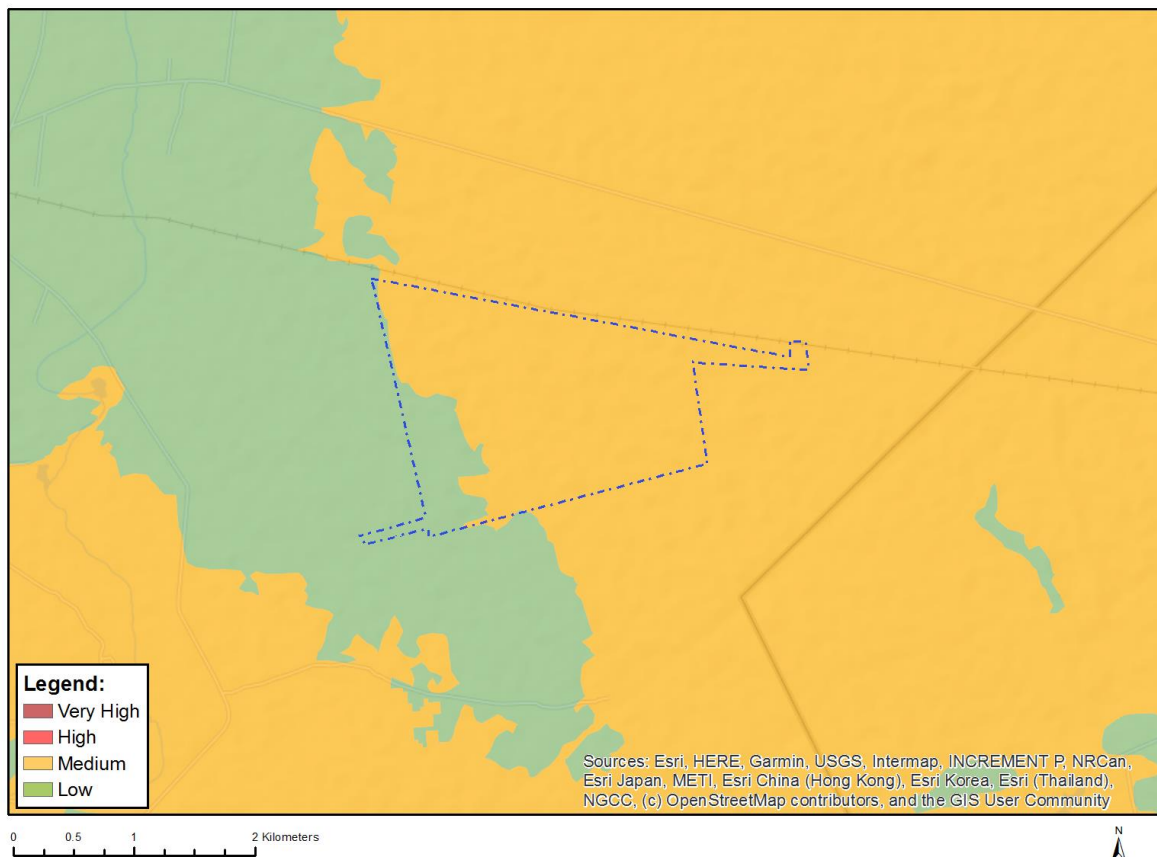 Legend:
Very High
High
Medium
Low
Sources: Esri, HERE, Garmin, USGS, Intermap, INCREMENT P, NRCan,
Esri Japan, METI, Esri China (Hong Kong), Esri Korea, Esri (Thailand),
NGCC, (c) OpenStreetMap contributors, and the GIS User Community
0 0.5 1 2 Kilometers
N